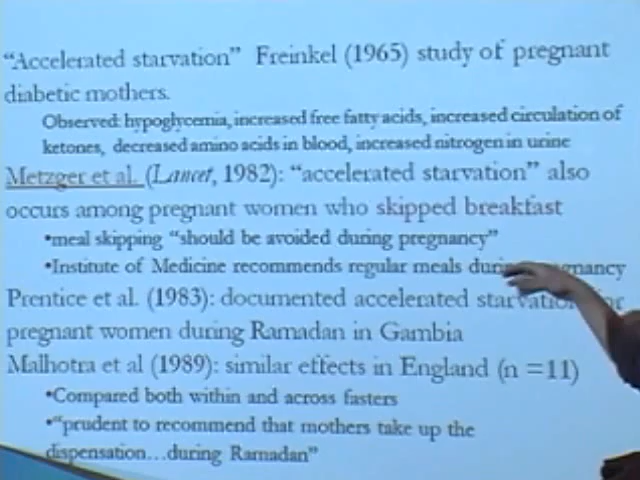 “Accelerated starvation” Freinkel (1965) study of pregnant
diabetic mothers.
Observed: hypoglycemia, increased free fatty acids, increased circulation of
ketones, decreased amino acids in blood, increased nitrogen in urine
Metzger et al. (Lancet, 1982): “accelerated starvation” also
occurs among pregnant women who skipped breakfast
•meal skipping “should be avoided during pregnancy”
•Institute of Medicine recommends regular meals during pregnancy
Prentice et al. (1983): documented accelerated starvation for
pregnant women during Ramadan in Gambia
Malhotra et al (1989): similar effects in England (n =11)
•Compared both within and across fasters
•“prudent to recommend that mothers take up the
dispensation…during Ramadan”